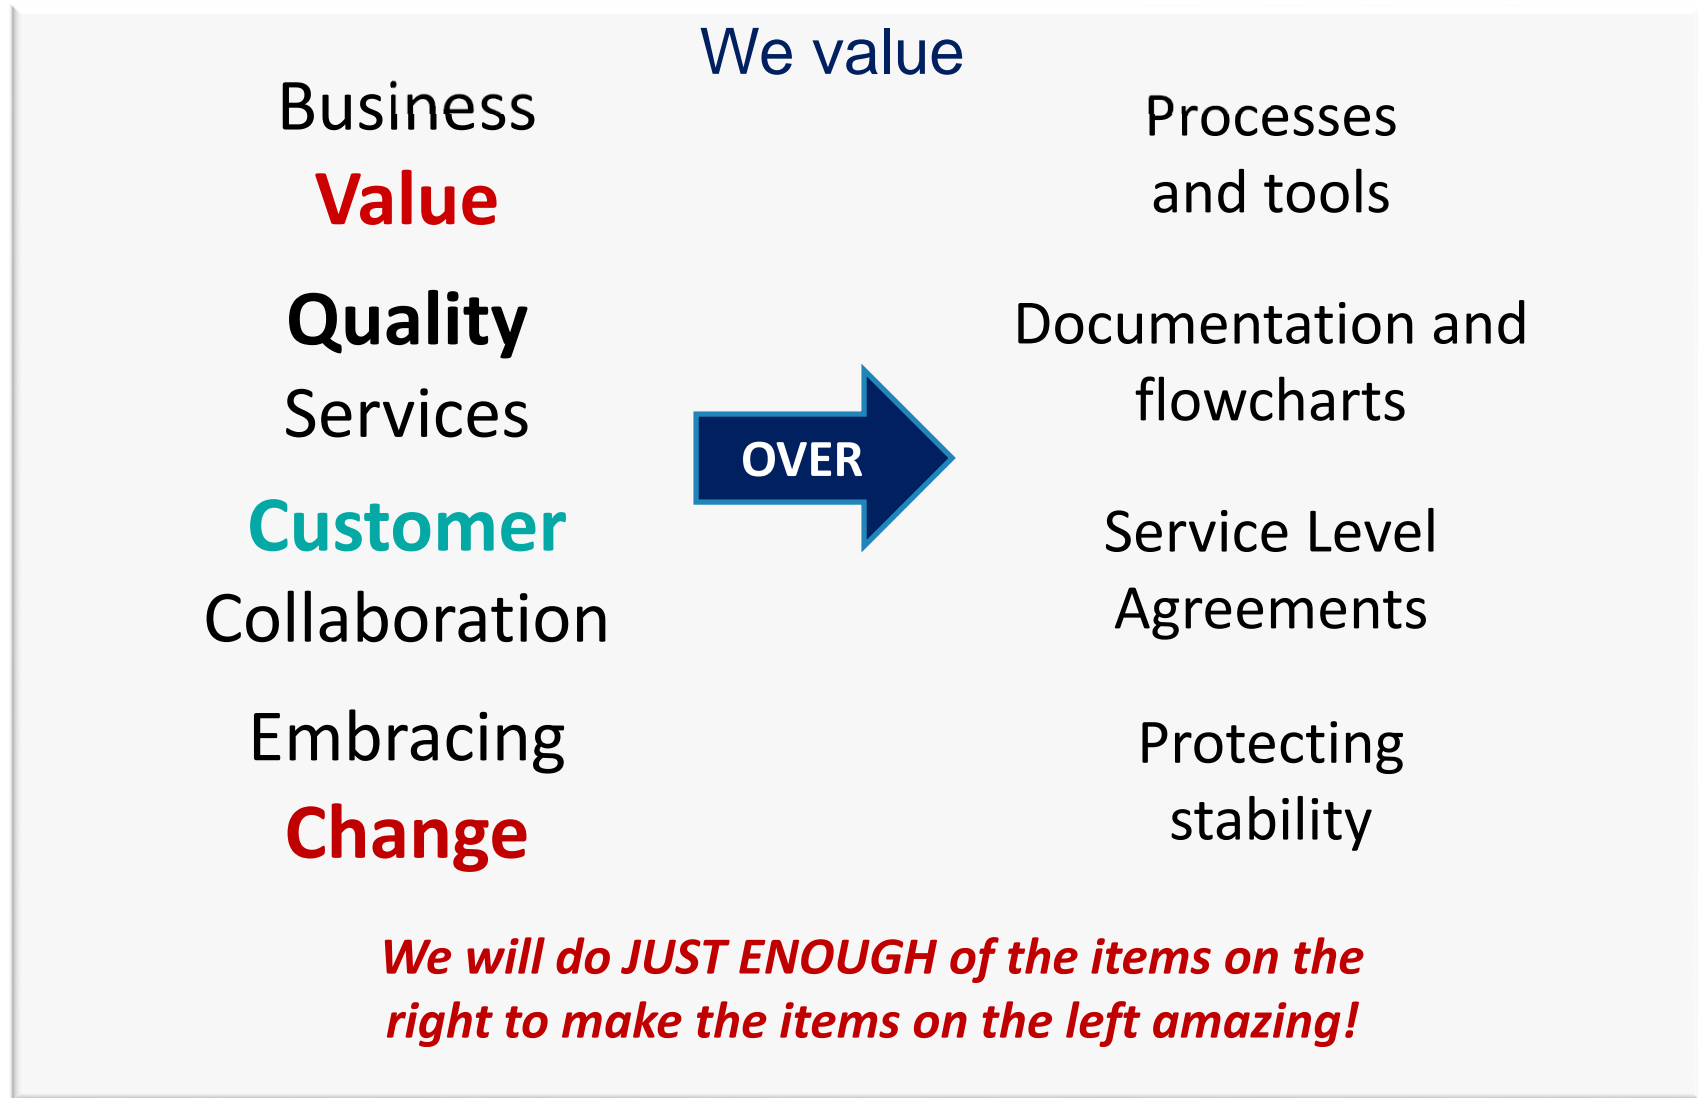 We value
Business
Value
Quality
Services
Customer
Collaboration
Embracing
Change
OVER
Processes
and tools
Documentation and
flowcharts
Service Level
Agreements
Protecting
stability
We will do JUST ENOUGH of the items on the
right to make the items on the left amazing!